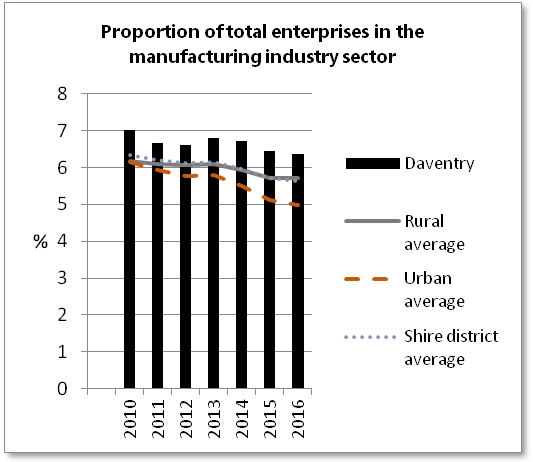 Proportion of total enterprises in the
manufacturing industry sector
8
7
6
5
% 4
3
2
1
0
2010
2011
2012
2013
2014
2015
2016
Daventry
Rural
average
Urban
average
Shire district
average